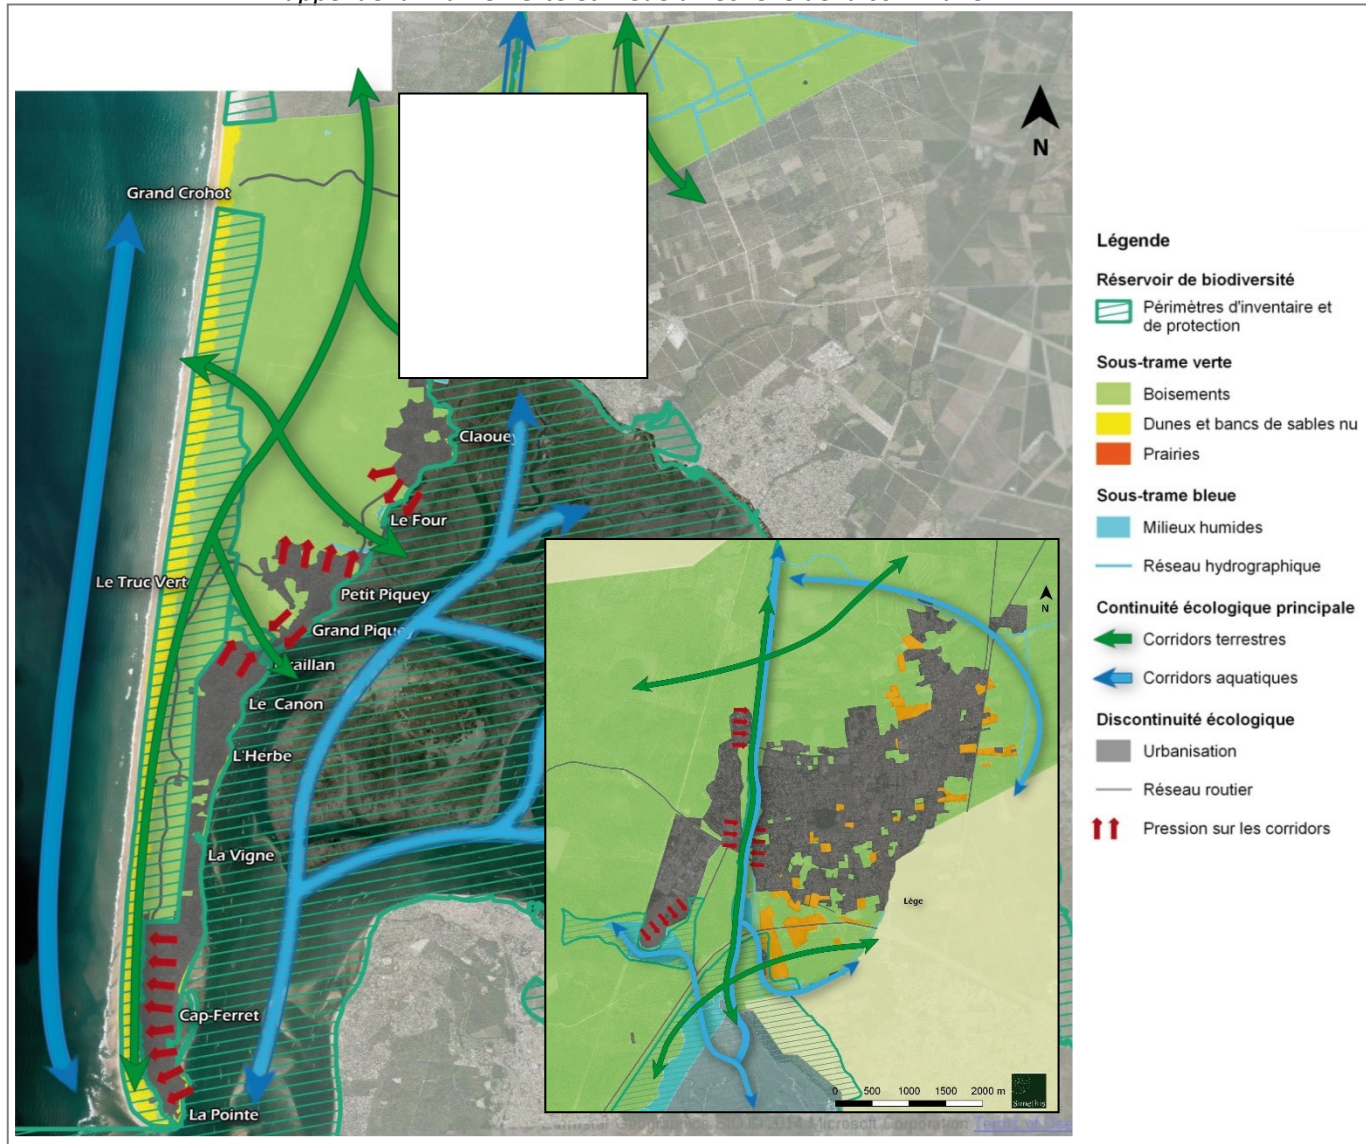 N
Grand Crohot
Claouey
Le Four
Le Truc Vert
Petit Piquey
Grand Piquey
Le Canon
L'Herbe
La Vigne
Cap-Ferret
La Pointe
N
Lège
0 500 1000 1500 2000 m
Simethis
Légende
Réservoir de biodiversité
Périmètres d'inventaire et
de protection
Sous-trame verte
Boisements
Dunes et bancs de sables nu
Prairies
Sous-trame bleue
Milieux humides
Réseau hydrographique
Continuité écologique principale
Corridors terrestres
Corridors aquatiques
Discontinuité écologique
Urbanisation
Réseau routier
Pression sur les corridors
Corporation